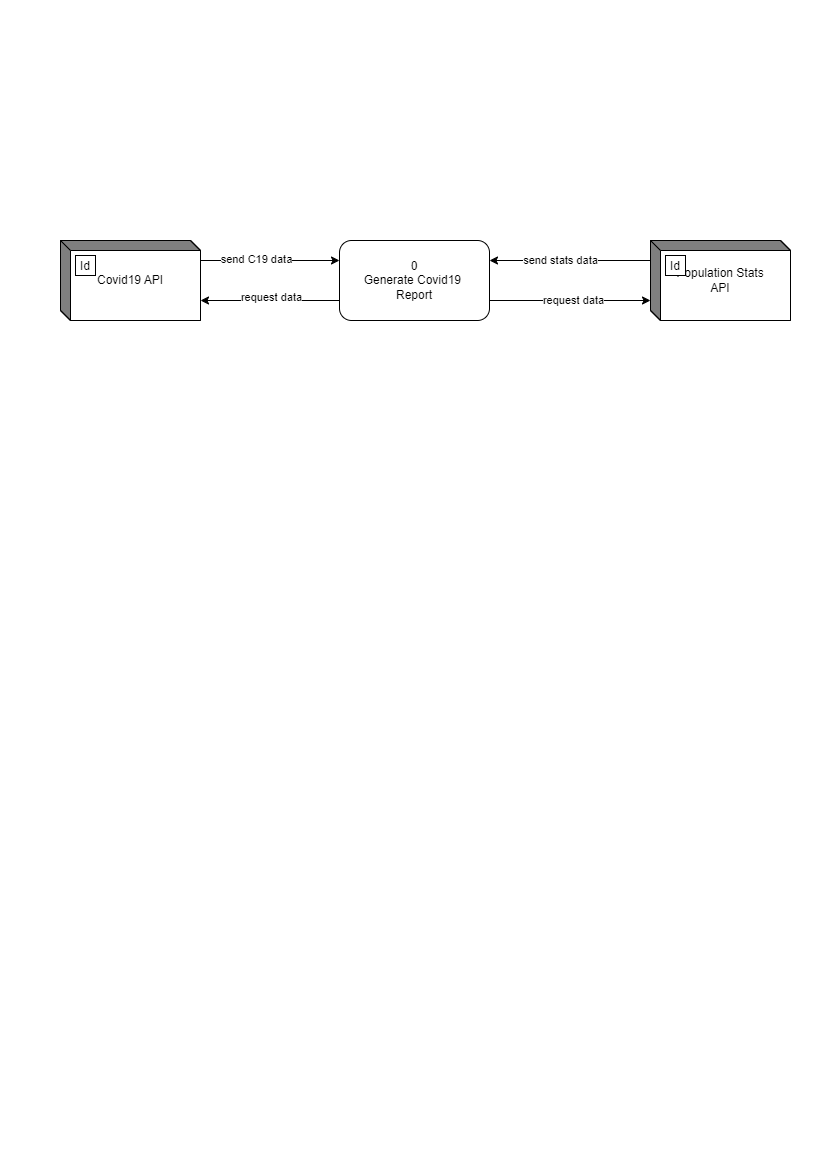 Id
Covid19 API
send C19 data
request data
0
Generate Covid19
Report
send stats data
request data
Id
opulation Stats
API